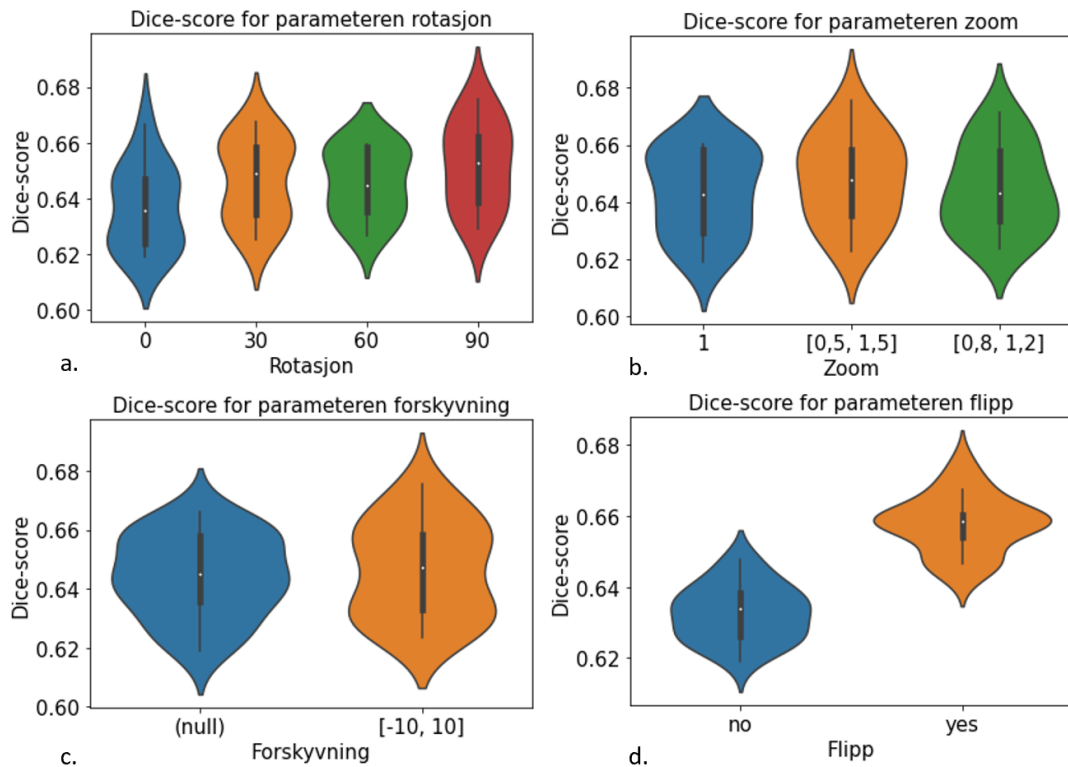 Dice-score for parameteren rotasjon
Dice-score
0.68
0.66
0.64
0.62
0.60
0
30
60
90
Rotasjon
a.
Dice-score for parameteren zoom
Dice-score
0.68
0.66
0.64
0.62
0.60
1
[0,5, 1,5]
[0,8, 1,2]
Zoom
b.
Dice-score for parameteren forskyvning
Dice-score
0.68
0.66
0.64
0.62
0.60
(null)
[-10, 10]
Forskyvning
c.
Dice-score for parameteren flipp
Dice-score
0.68
0.66
0.64
0.62
no
yes
Flipp
d.